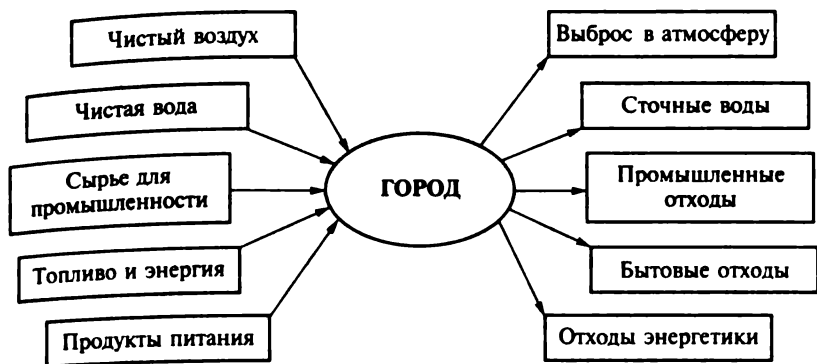 Чистый воздух
Чистая вода
Сырье для
промышленности
Топливо и энергия
Продукты питания
ГОРОД
Выброс в атмосферу
Сточные воды
Промышленные
отходы
Бытовые отходы
Отходы энергетики